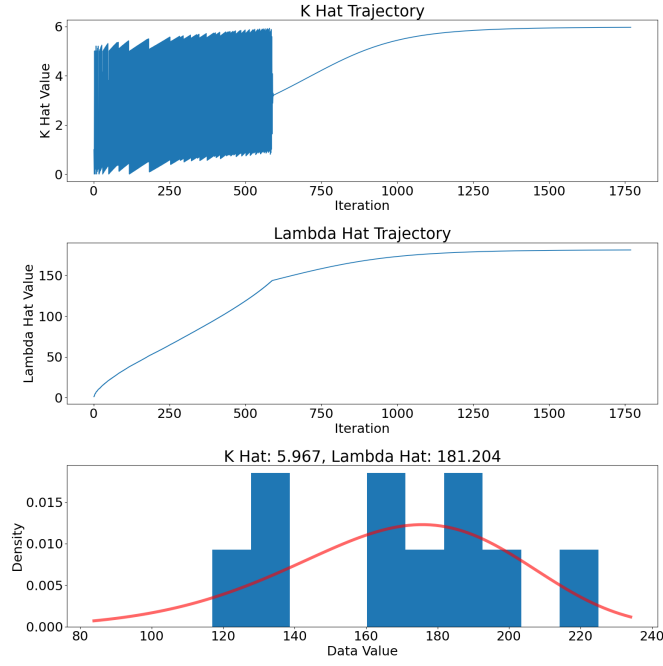 K Hat Trajectory
6
4
2
0
K Hat Value
0 250 500 750 1000 1250 1500 1750
Iteration
Lambda Hat Trajectory
150
100
50
0
Lambda Hat Value
0 250 500 750 1000 1250 1500 1750
Iteration
K Hat: 5.967, Lambda Hat: 181.204
0.015
0.010
0.005
0.000
Density
80 100 120 140 160 180 200 220 240
Data Value